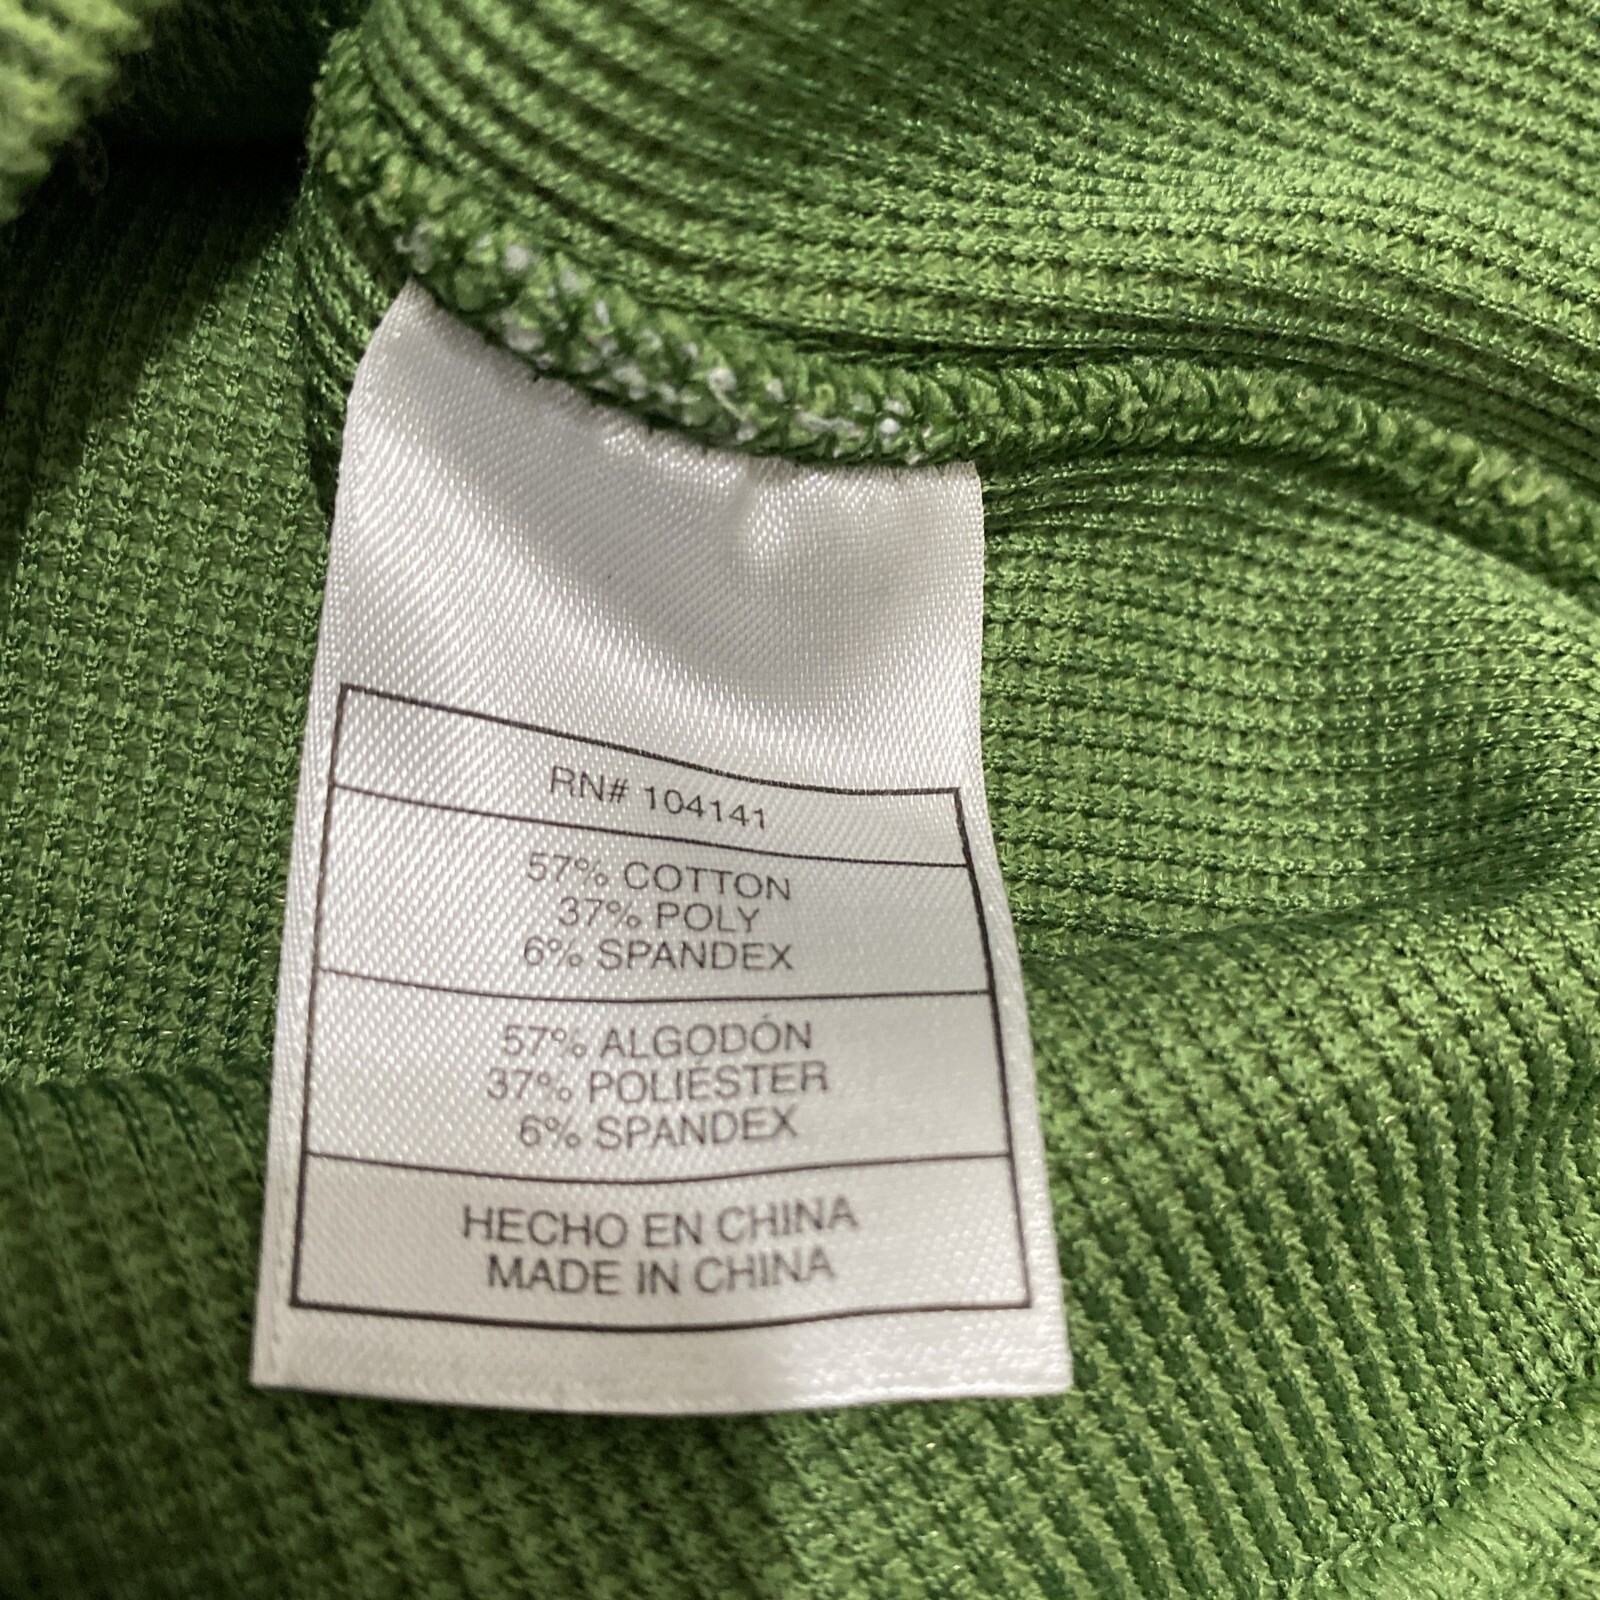 RN# 104141
57% COTTON
37% POLY
6% SPANDEX
57% ALGODÓN
37% POLIÉSTER
6% SPANDEX
HECHO EN CHINA
MADE IN CHINA